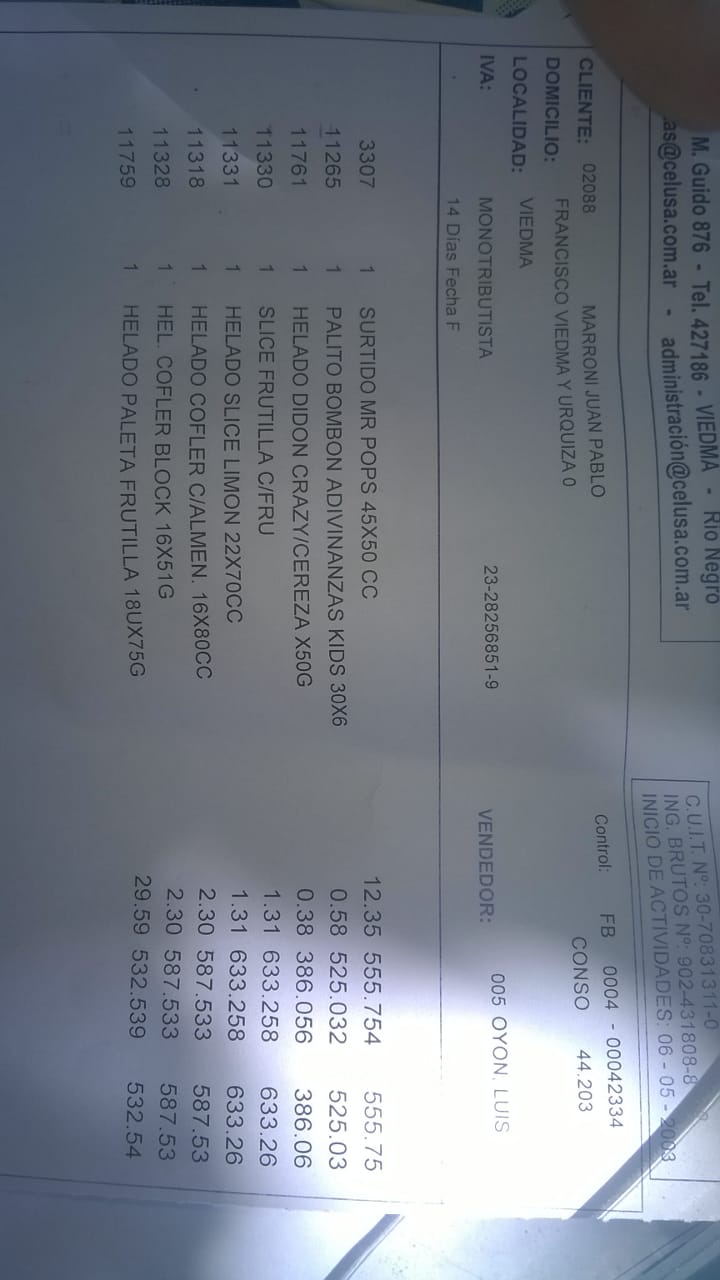 M. Guido 876 - Tel. 427186 - VIEDMA - Río Negro
as@celusa.com.ar - administración@celusa.com.ar
C.U.I.T. Nº: 30-70831311-0
ING. BRUTOS Nº: 902-431808-8
INICIO DE ACTIVIDADES: 06 - 05 - 2003
CLIENTE: 02088 MARRONI JUAN PABLO
Control: FB 0004 - 00042334
DOMICILIO: FRANCISCO VIEDMA Y URQUIZA 0
CONSO 44.203
LOCALIDAD: VIEDMA
IVA: MONOTRIBUTISTA 23-28256851-9 VENDEDOR: 005 OYON, LUIS
14 Días Fecha F
3307 1 SURTIDO MR POPS 45X50 CC 12.35 555.754 555.75
11265 1 PALITO BOMBON ADIVINANZAS KIDS 30X6 0.58 525.032 525.03
11761 1 HELADO DIDON CRAZY/CEREZA X50G 0.38 386.056 386.06
11330 1 SLICE FRUTILLA C/FRU 1.31 633.258 633.26
11331 1 HELADO SLICE LIMON 22X70CC 1.31 633.258 633.26
11318 1 HELADO COFLER C/ALMEN. 16X80CC 2.30 587.533 587.53
11328 1 HEL. COFLER BLOCK 16X51G 2.30 587.533 587.53
11759 1 HELADO PALETA FRUTILLA 18UX75G 29.59 532.539 532.54